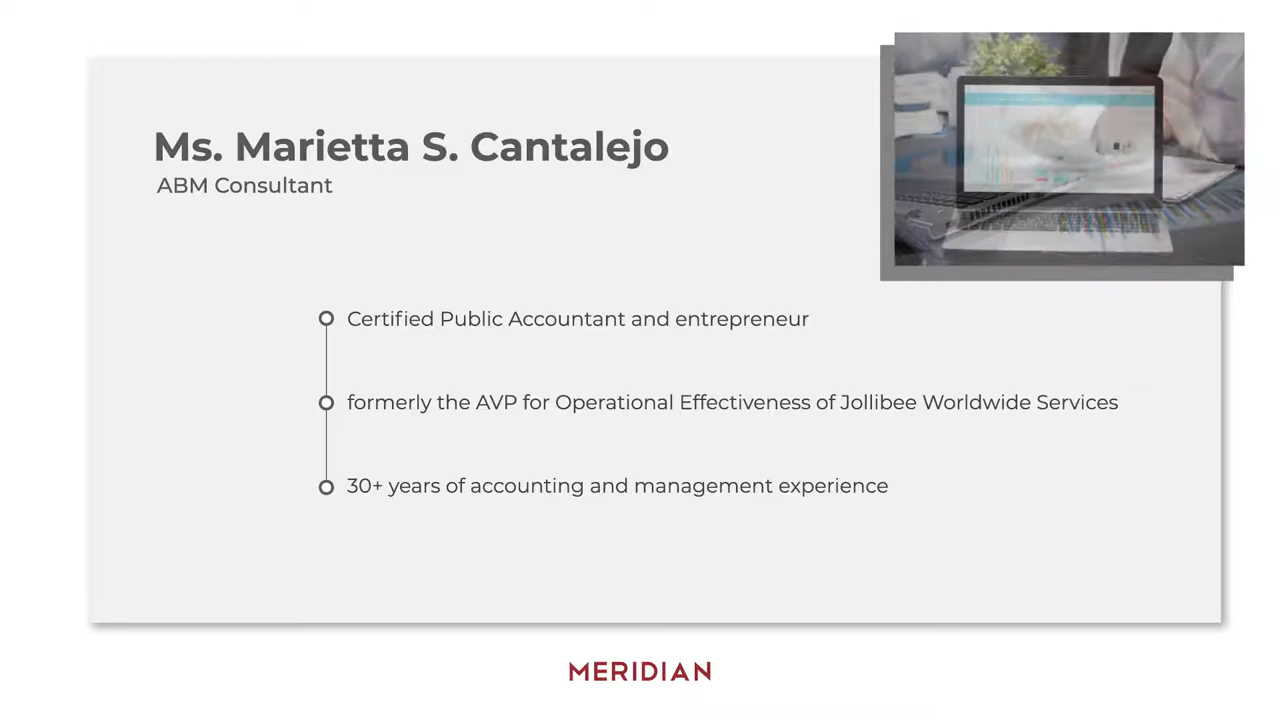 Ms. Marietta S. Cantalejo
ABM Consultant
Certified Public Accountant and entrepreneur
formerly the AVP for Operational Effectiveness of Jollibee Worldwide Services
30+ years of accounting and management experience
MERIDIAN